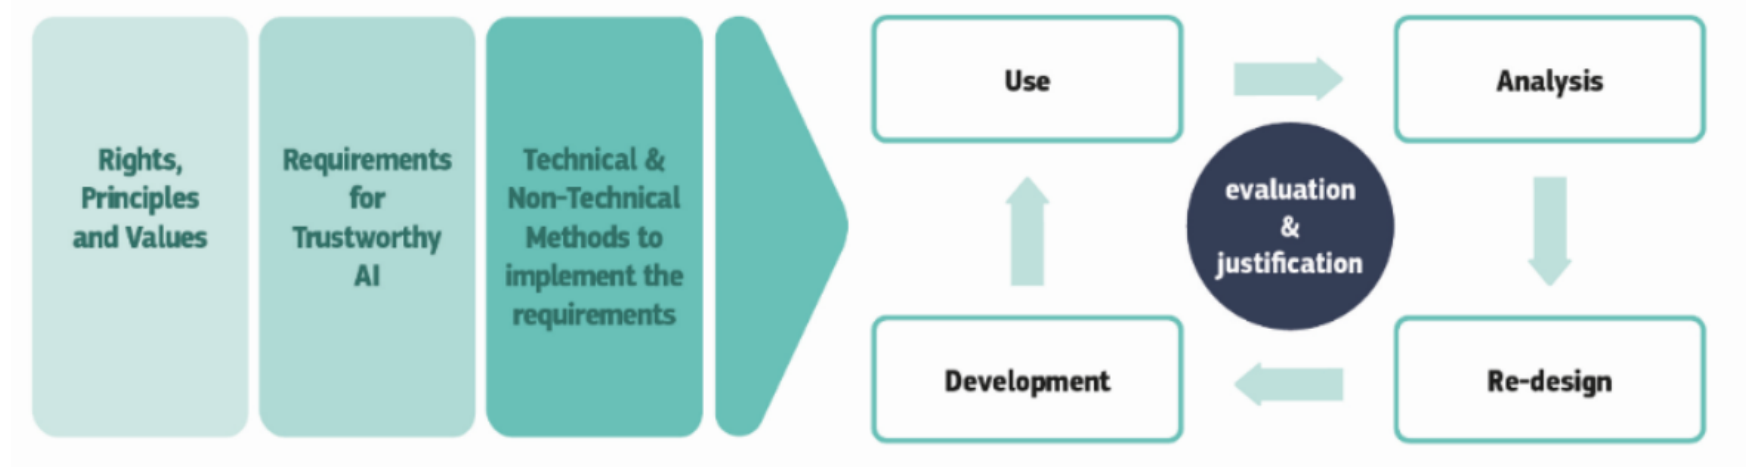 Rights,
Principles
and Values
Requirements
for
Trustworthy
AI
Technical &
Non-Technical
Methods to
implement the
requirements
Use
Analysis
evaluation
&
justification
Development
Re-design